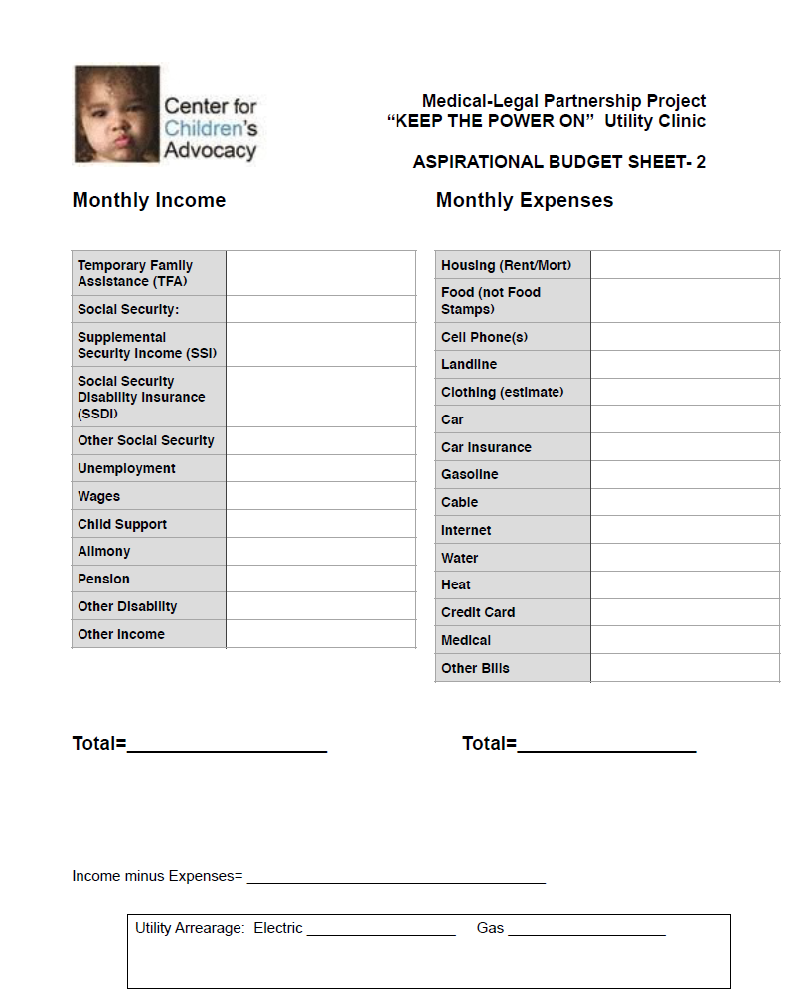 Center for
Children's
Advocacy
Medical-Legal Partnership Project
“KEEP THE POWER ON” Utility Clinic
ASPIRATIONAL BUDGET SHEET- 2
Monthly Income
Monthly Expenses
Temporary Family
Assistance (TFA)
Social Security:
Supplemental
Security Income (SSI)
Social Security
Disability Insurance
(SSDI)
Other Social Security
Unemployment
Wages
Child Support
Alimony
Pension
Other Disability
Other Income
Housing (Rent/Mort)
Food (not Food
Stamps)
Cell Phone(s)
Landline
Clothing (estimate)
Car
Car Insurance
Gasoline
Cable
Internet
Water
Heat
Credit Card
Medical
Other Bills
Total=__________________
Total=________________
Income minus Expenses= ____________________________________
Utility Arrearage: Electric __________________ Gas ___________________